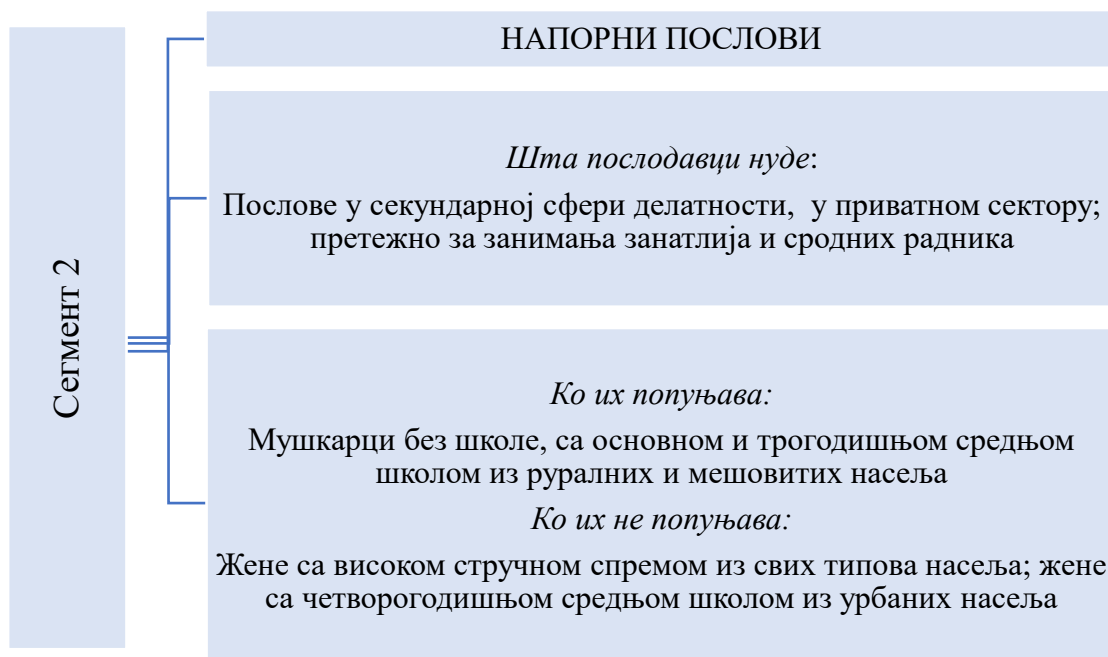 Сегмент 2
НАПОРНИ ПОСЛОВИ
Шта послодавци нуде:
Послове у секундарној сфери делатности, у приватном сектору;
претежно за занимања занатлија и сродних радника
Ко их попуњава:
Мушкарци без школе, са основном и трогодишњом средњом
школом из руралних и мешовитих насеља
Ко их не попуњава:
Жене са високом стручном спремом из свих типова насеља; жене
са четворогодишњом средњом школом из урбаних насеља